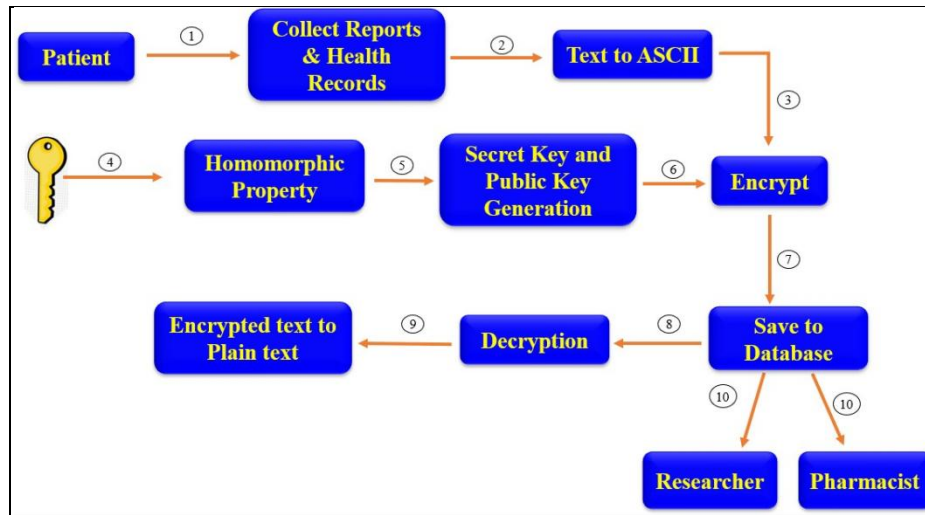 Patient
①
Collect Reports
& Health
Records
②
Text to ASCII
③
④
Homomorphic
Property
⑤
Secret Key and
Public Key
Generation
⑥
Encrypt
⑦
Encrypted text to
Plain text
⑨
Decryption
⑧
Save to
Database
⑩
⑩
Researcher
Pharmacist